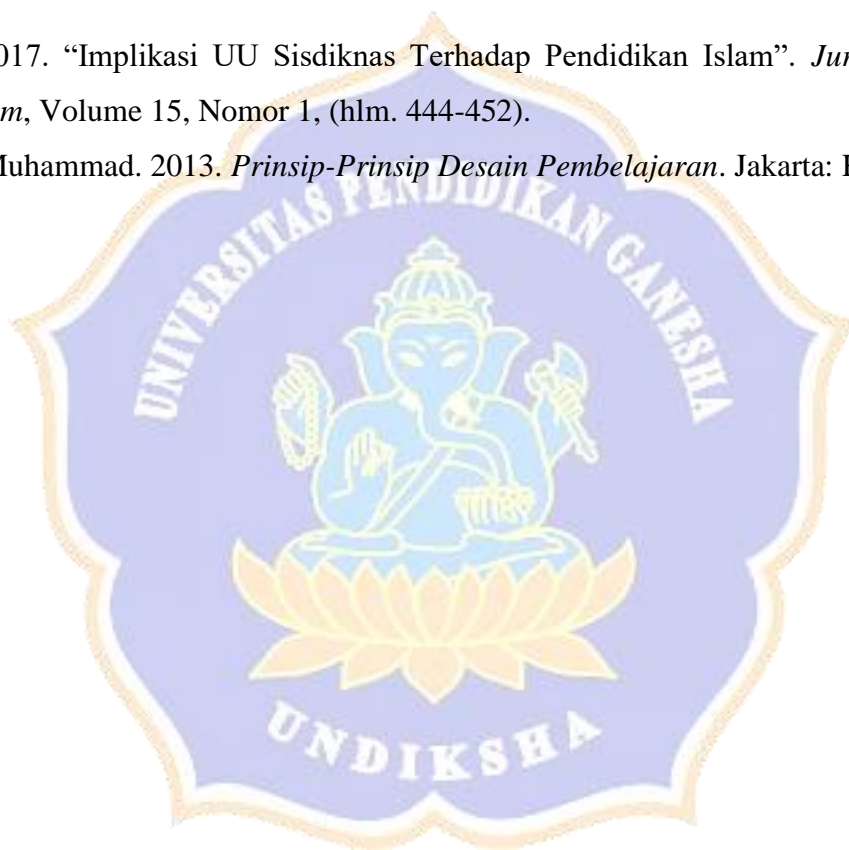 017. “Implikasi UU Sisdiknas Terhadap Pendidikan Islam”. Jur
m, Volume 15, Nomor 1, (hlm. 444-452).
Muhammad. 2013. Prinsip-Prinsip Desain Pembelajaran. Jakarta:
UNIVERSITAS PENDIDIKAN GANESHA
UNDIKSHA